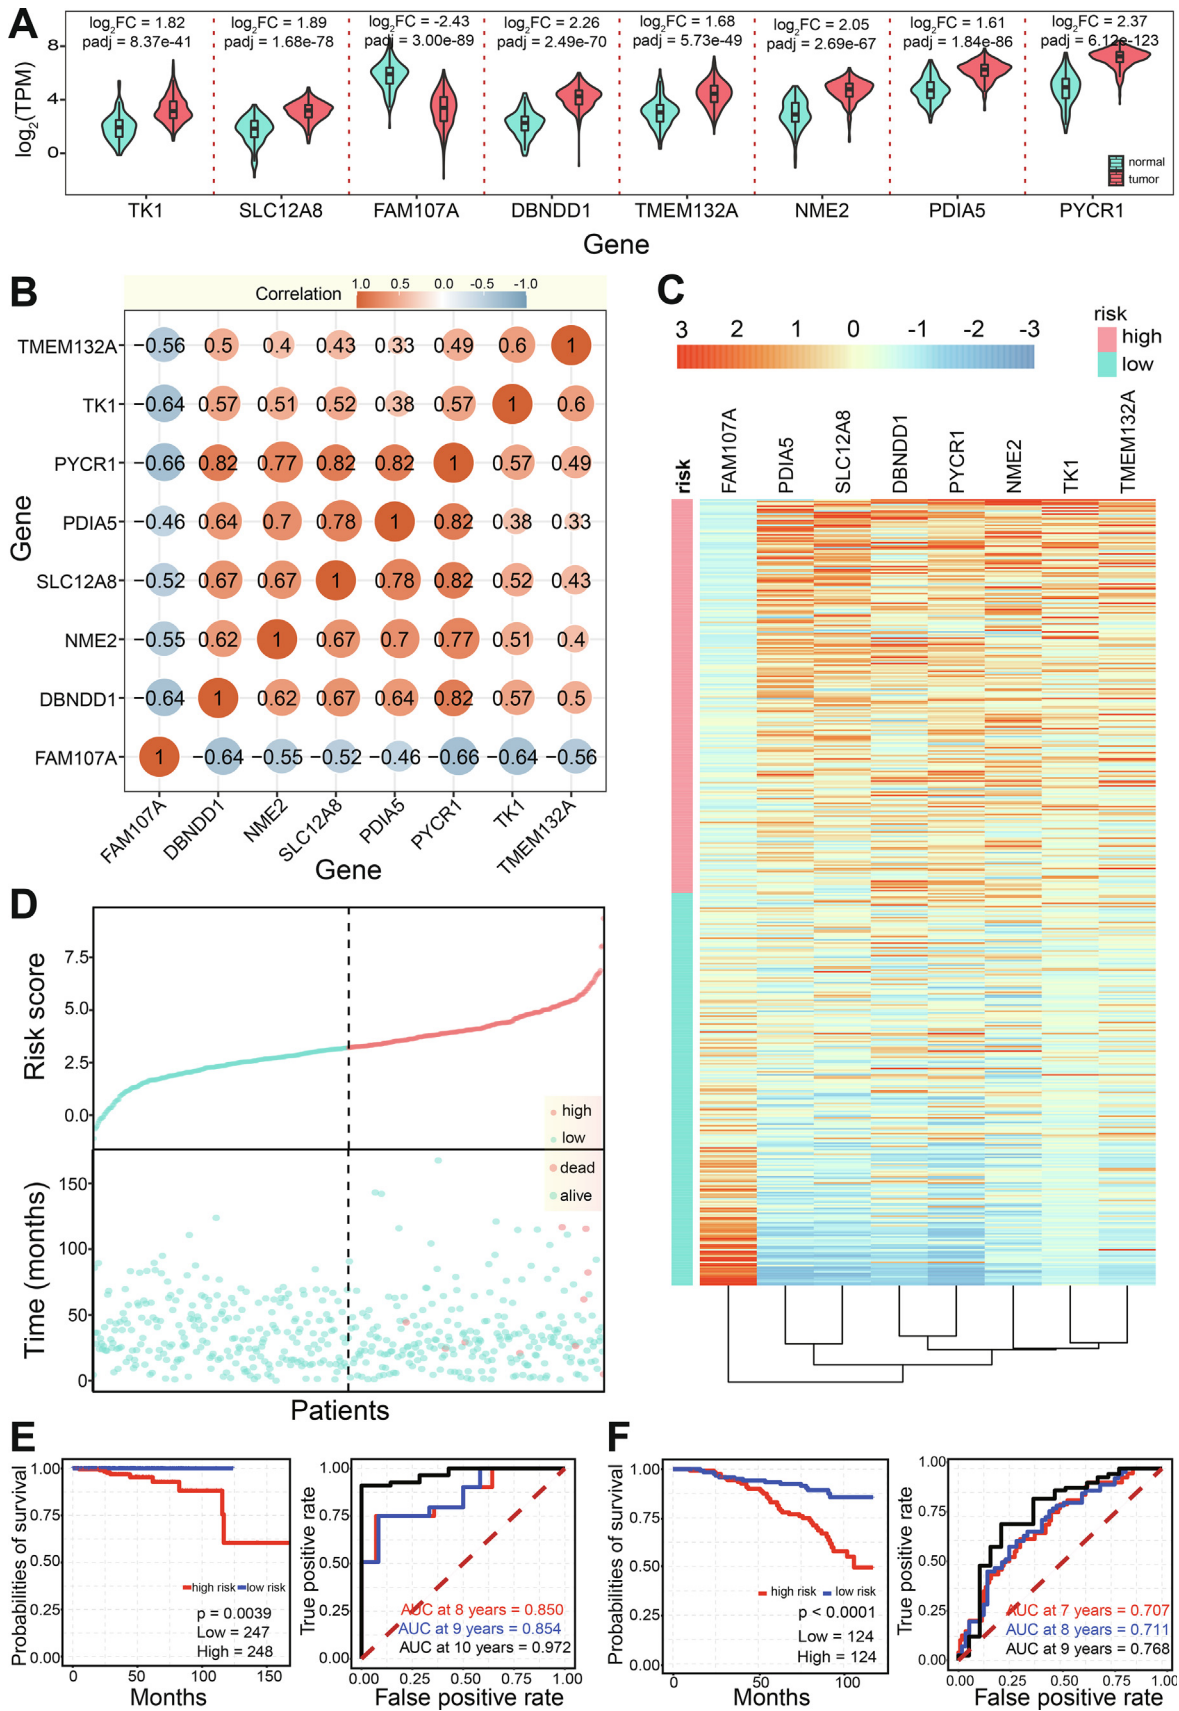 A
log2FC = 1.82
padj = 8.37e-41
log2FC = 1.89
padj = 1.68e-78
log2FC = -2.43
padj = 3.00e-89
log2FC = 2.26
padj = 2.49e-70
log2FC = 1.68
padj = 5.73e-49
log2FC = 2.05
padj = 2.69e-67
log2FC = 1.61
padj = 1.84e-86
log2FC = 2.37
padj = 6.12e-123
log2(TPM)
8
4
0
normal
tumor
TK1 SLC12A8 FAM107A DBNDD1 TMEM132A NME2 PDIA5 PYCR1
Gene
B
Correlation 1.0 0.5 0.0 -0.5 -1.0
TMEM132A −0.56 0.5 0.4 0.43 0.33 0.49 0.6 1
TK1 −0.64 0.57 0.51 0.52 0.38 0.57 1 0.6
PYCR1 −0.66 0.82 0.77 0.82 0.82 1 0.57 0.49
PDIA5 −0.46 0.64 0.7 0.78 1 0.82 0.38 0.33
SLC12A8 −0.52 0.67 0.67 1 0.78 0.82 0.52 0.43
NME2 −0.55 0.62 1 0.67 0.7 0.77 0.51 0.4
DBNDD1 −0.64 1 0.62 0.67 0.64 0.82 0.57 0.5
FAM107A 1 −0.64 −0.55 −0.52 −0.46 −0.66 −0.64 −0.56
Gene
FAM107A DBNDD1 NME2 SLC12A8 PDIA5 PYCR1 TK1 TMEM132A
Gene
C
3 2 1 0 -1 -2 -3
risk
high
low
risk FAM107A PDIA5 SLC12A8 DBNDD1 PYCR1 NME2 TK1 TMEM132A
D
Risk score
7.5
5.0
2.5
0.0
high
low
dead
alive
Time (months)
150
100
50
0
Patients
E
Probabilities of survival
1.00
0.75
0.50
0.25
0.00
high risk low risk
p = 0.0039
Low = 247
High = 248
0 50 100 150
Months
True positive rate
1.00
0.75
0.50
0.25
0.00
AUC at 8 years = 0.850
AUC at 9 years = 0.854
AUC at 10 years = 0.972
0.00 0.25 0.50 0.75 1.00
False positive rate
F
Probabilities of survival
1.00
0.75
0.50
0.25
0.00
high risk low risk
p < 0.0001
Low = 124
High = 124
0 50 100
Months
True positive rate
1.00
0.75
0.50
0.25
0.00
AUC at 7 years = 0.707
AUC at 8 years = 0.711
AUC at 9 years = 0.768
0.00 0.25 0.50 0.75 1.00
False positive rate